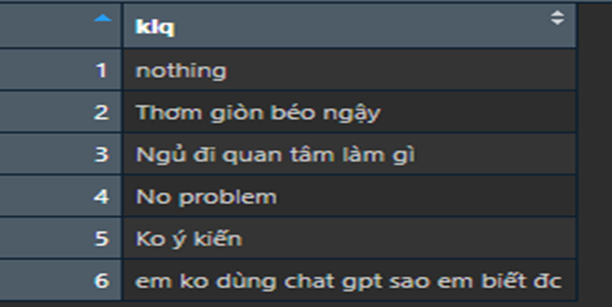 klq
1 nothing
2 Thơm giòn béo ngậy
3 Ngủ đi quan tâm làm gì
4 No problem
5 Ko ý kiến
6 em ko dùng chat gpt sao em biết đc